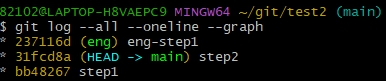 82102@LAPTOP-H8VAEPC9 MINGW64 ~/git/test2 (main)
$ git log --all --oneline --graph
* 237116d (eng) eng-step1
* 31fcd8a (HEAD -> main) step2
* bb48267 step1